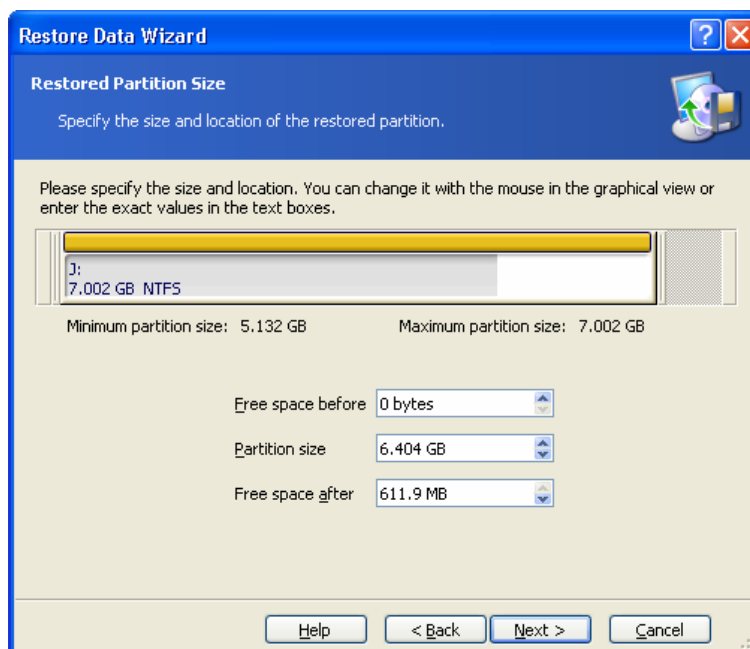 Restore Data Wizard
Restored Partition Size
Specify the size and location of the restored partition.
Please specify the size and location. You can change it with the mouse in the graphical view or
enter the exact values in the text boxes.
J:
7.002 GB NTFS
Minimum partition size: 5.132 GB Maximum partition size: 7.002 GB
Free space before 0 bytes
Partition size 6.404 GB
Free space after 611.9 MB
Help < Back Next > Cancel